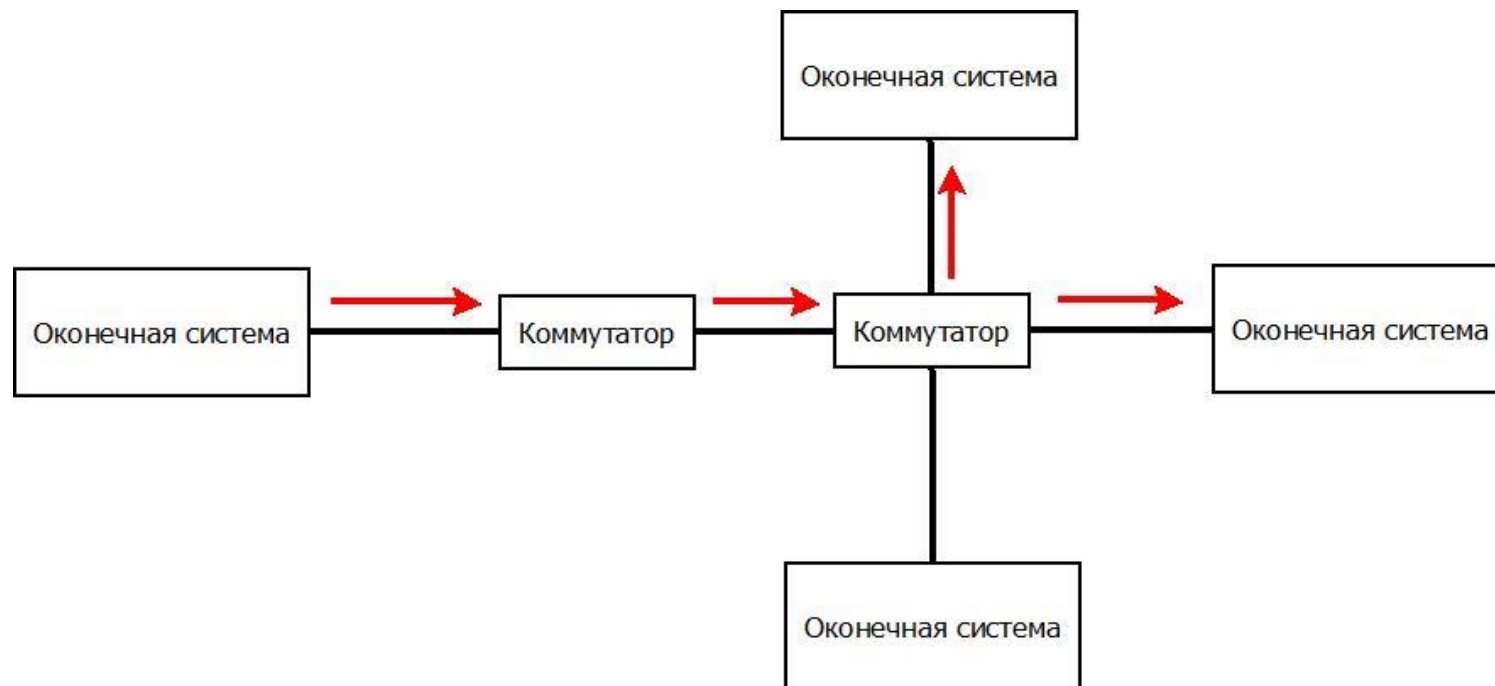 Оконечная система
Оконечная система
Коммутатор
Коммутатор
Оконечная система
Оконечная система